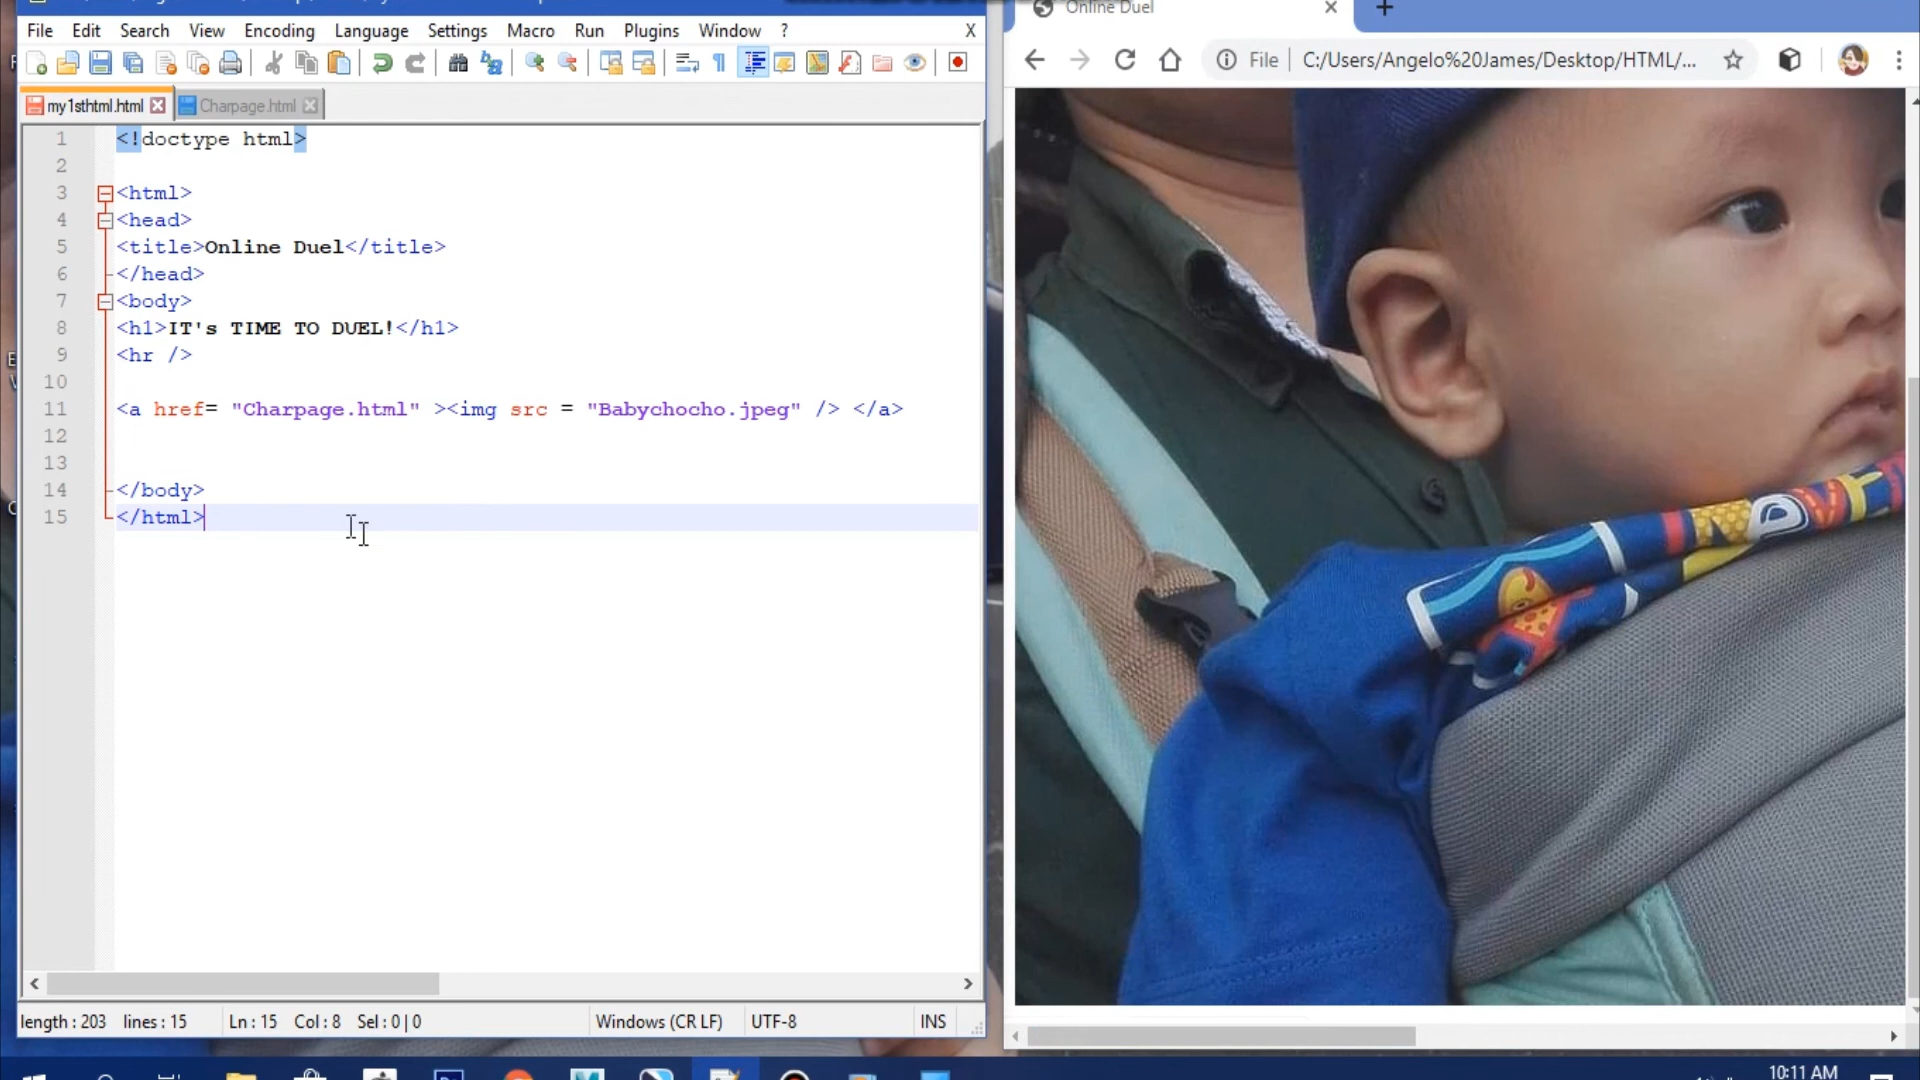 File Edit Search View Encoding Language Settings Macro Run Plugins Window ? X
my1sthtml.html Charpage.html
1 <!doctype html>
2
3 <html>
4 <head>
5 <title>Online Duel</title>
6 </head>
7 <body>
8 <h1>IT's TIME TO DUEL!</h1>
9 <hr />
10
11 <a href= "Charpage.html" ><img src = "Babychocho.jpeg" /> </a>
12
13
14 </body>
15 </html>
length : 203 lines : 15 Ln : 15 Col : 8 Sel : 0 | 0 Windows (CR LF) UTF-8 INS
Online Duel
File C:/Users/Angelo%20James/Desktop/HTML/...
10:11 AM